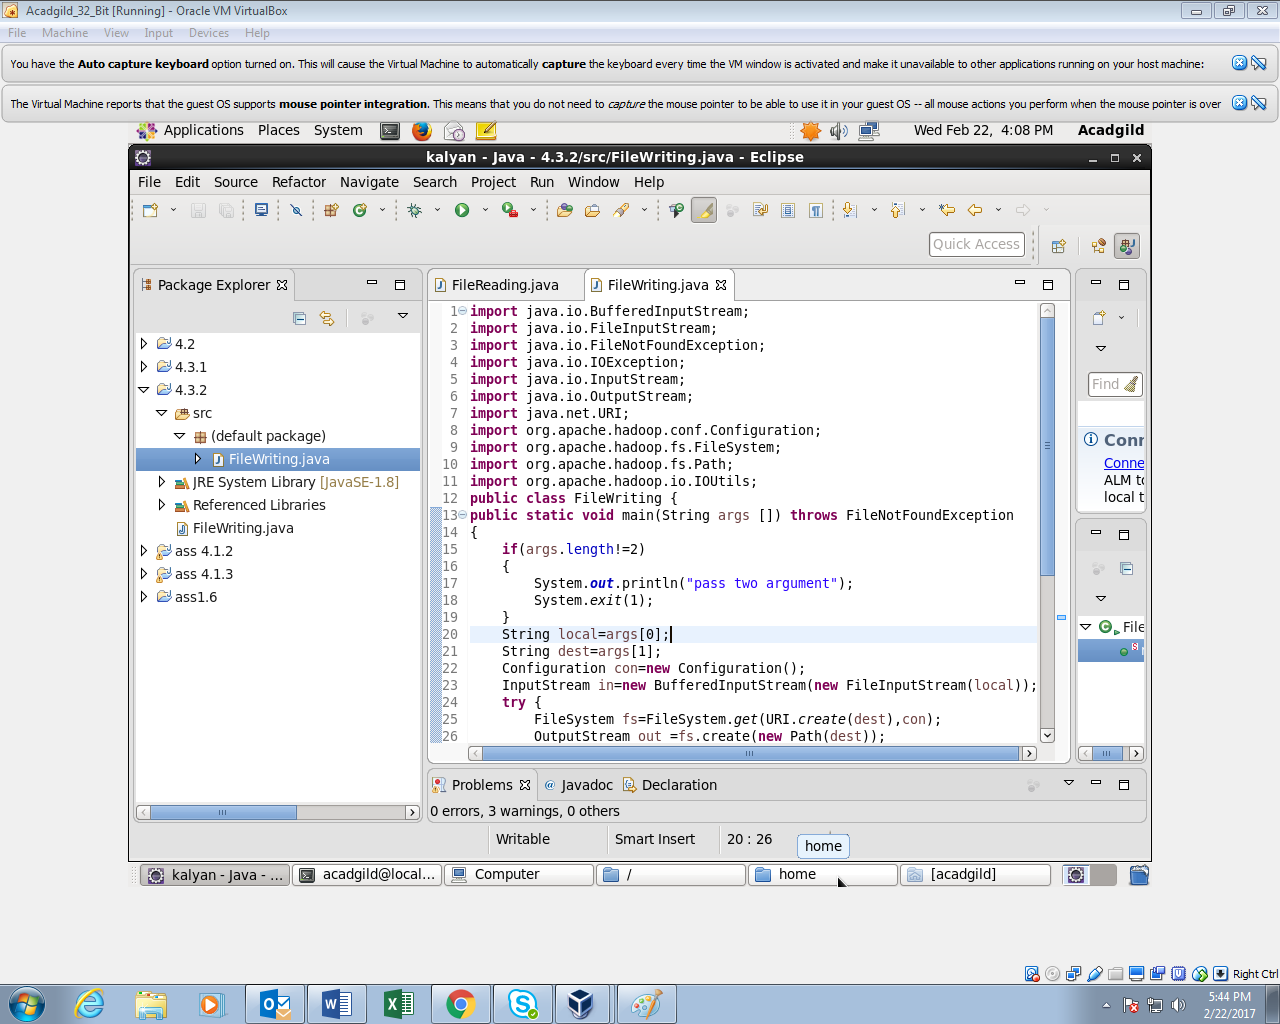 Acadgild_32_Bit [Running] - Oracle VM VirtualBox
File Machine View Input Devices Help
You have the Auto capture keyboard option turned on. This will cause the Virtual Machine to automatically capture the keyboard every time the VM window is activated and make it unavailable to other applications running on your host machine:
The Virtual Machine reports that the guest OS supports mouse pointer integration. This means that you do not need to capture the mouse pointer to be able to use it in your guest OS -- all mouse actions you perform when the mouse pointer is over
Applications Places System Wed Feb 22, 4:08 PM Acadgild
kalyan - Java - 4.3.2/src/FileWriting.java - Eclipse
File Edit Source Refactor Navigate Search Project Run Window Help
Quick Access
Package Explorer
4.2
4.3.1
4.3.2
src
(default package)
FileWriting.java
JRE System Library [JavaSE-1.8]
Referenced Libraries
FileWriting.java
ass 4.1.2
ass 4.1.3
ass1.6
FileReading.java FileWriting.java
1 import java.io.BufferedInputStream;
2 import java.io.FileInputStream;
3 import java.io.FileNotFoundException;
4 import java.io.IOException;
5 import java.io.InputStream;
6 import java.io.OutputStream;
7 import java.net.URI;
8 import org.apache.hadoop.conf.Configuration;
9 import org.apache.hadoop.fs.FileSystem;
10 import org.apache.hadoop.fs.Path;
11 import org.apache.hadoop.io.IOUtils;
12 public class FileWriting {
13 public static void main(String args []) throws FileNotFoundException
14 {
15 if(args.length!=2)
16 {
17 System.out.println("pass two argument");
18 System.exit(1);
19 }
20 String local=args[0];
21 String dest=args[1];
22 Configuration con=new Configuration();
23 InputStream in=new BufferedInputStream(new FileInputStream(local));
24 try {
25 FileSystem fs=FileSystem.get(URI.create(dest),con);
26 OutputStream out =fs.create(new Path(dest));
Find
Conn
Conne
ALM to
local t
File
Problems @ Javadoc Declaration
0 errors, 3 warnings, 0 others
Writable Smart Insert 20 : 26
home
kalyan - Java - ... acadgild@local... Computer / home [acadgild]
Right Ctrl
5:44 PM
2/22/2017